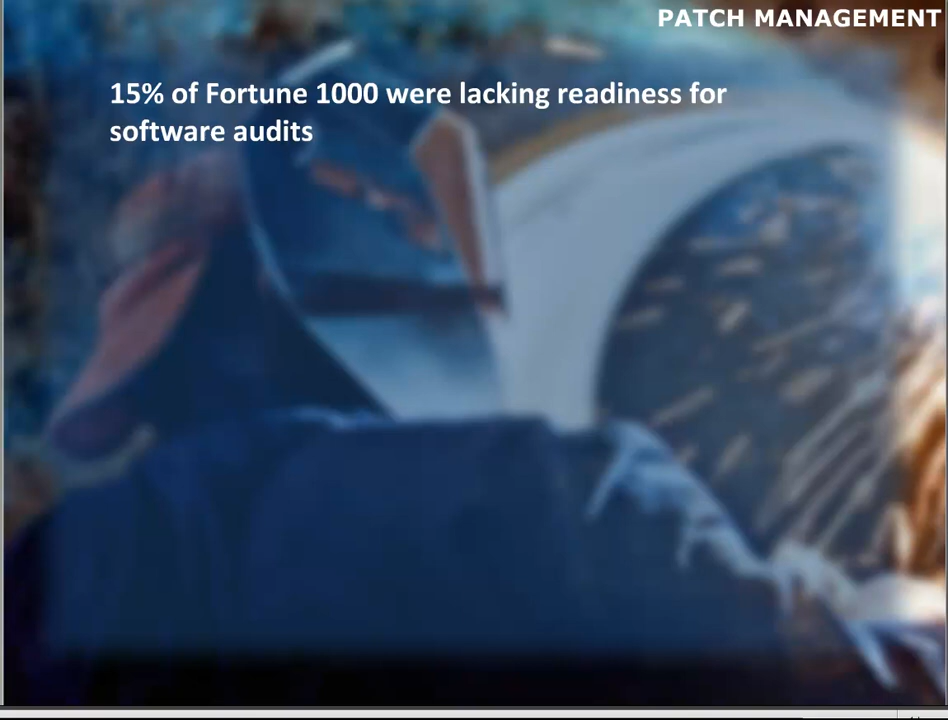 PATCH MANAGEMENT
15% of Fortune 1000 were lacking readiness for
software audits